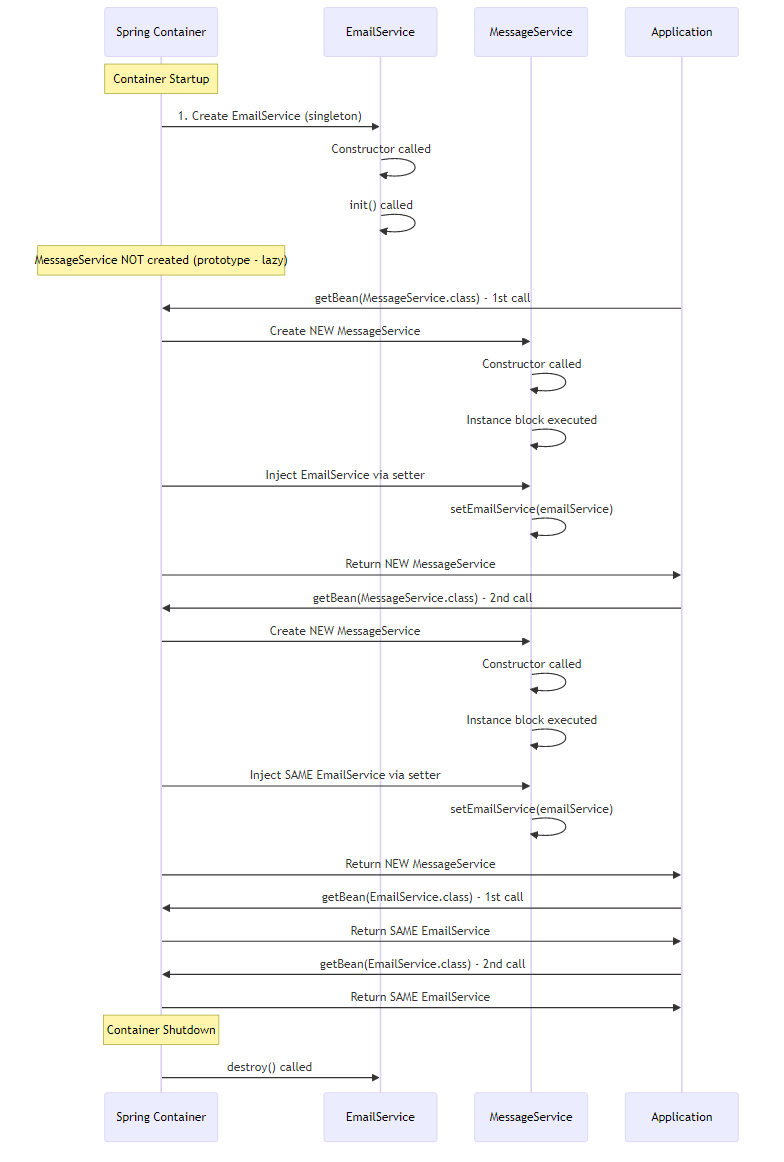 Spring Container
EmailService
MessageService
Application
Container Startup
1. Create EmailService (singleton)
Constructor called
init() called
MessageService NOT created (prototype - lazy)
getBean(MessageService.class) - 1st call
Create NEW MessageService
Constructor called
Instance block executed
Inject EmailService via setter
setEmailService(emailService)
Return NEW MessageService
getBean(MessageService.class) - 2nd call
Create NEW MessageService
Constructor called
Instance block executed
Inject SAME EmailService via setter
setEmailService(emailService)
Return NEW MessageService
getBean(EmailService.class) - 1st call
Return SAME EmailService
getBean(EmailService.class) - 2nd call
Return SAME EmailService
Container Shutdown
destroy() called
Spring Container
EmailService
MessageService
Application